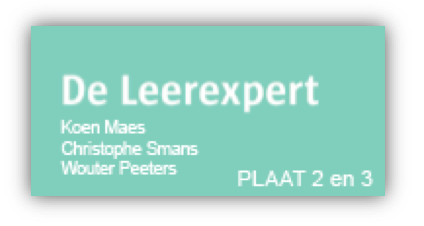 De Leerexpert
Koen Maes
Christophe Smans
Wouter Peeters
PLAAT 2 en 3